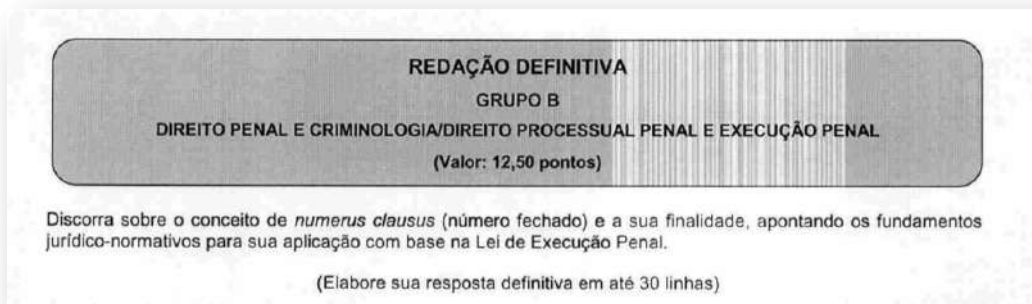 REDAÇÃO DEFINITIVA
GRUPO B
DIREITO PENAL E CRIMINOLOGIA/DIREITO PROCESSUAL PENAL E EXECUÇÃO PENAL
(Valor: 12,50 pontos)
Discorra sobre o conceito de numerus clausus (número fechado) e a sua finalidade, apontando os fundamentos
jurídico-normativos para sua aplicação com base na Lei de Execução Penal.
(Elabore sua resposta definitiva em até 30 linhas)